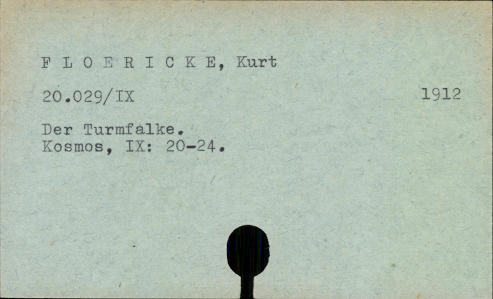 F L O E R I C K E, Kurt
20.029/IX 1912
Der Turmfalke.
Kosmos, IX: 20-24.